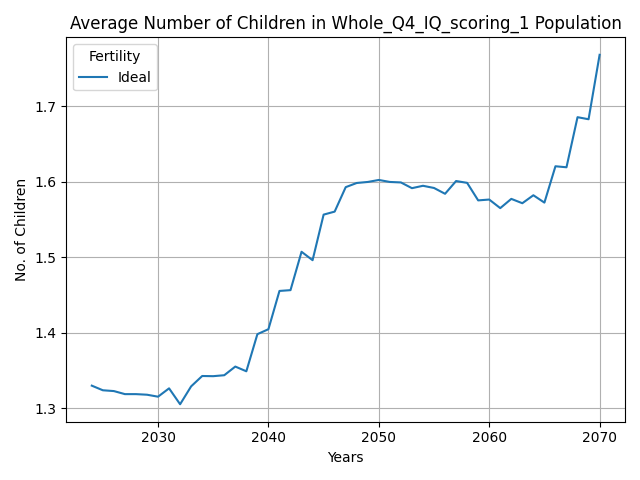 Average Number of Children in Whole_Q4_IQ_scoring_1 Population
Fertility
Ideal
No. of Children
1.7
1.6
1.5
1.4
1.3
2030 2040 2050 2060 2070
Years